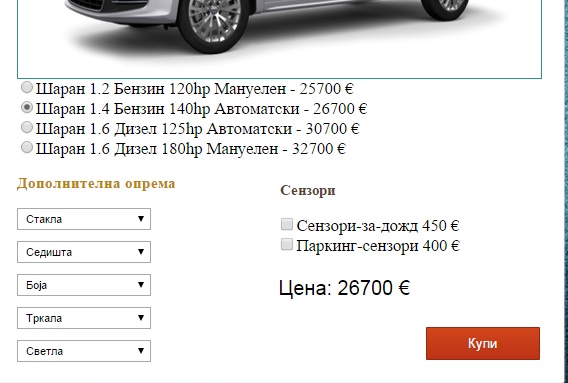 Шаран 1.2 Бензин 120hp Мануелен - 25700 €
Шаран 1.4 Бензин 140hp Автоматски - 26700 €
Шаран 1.6 Дизел 125hp Автоматски - 30700 €
Шаран 1.6 Дизел 180hp Мануелен - 32700 €
Дополнителна опрема
Стакла
Седишта
Боја
Тркала
Светла
Сензори
Сензори-за-дожд 450 €
Паркинг-сензори 400 €
Цена: 26700 €
Купи